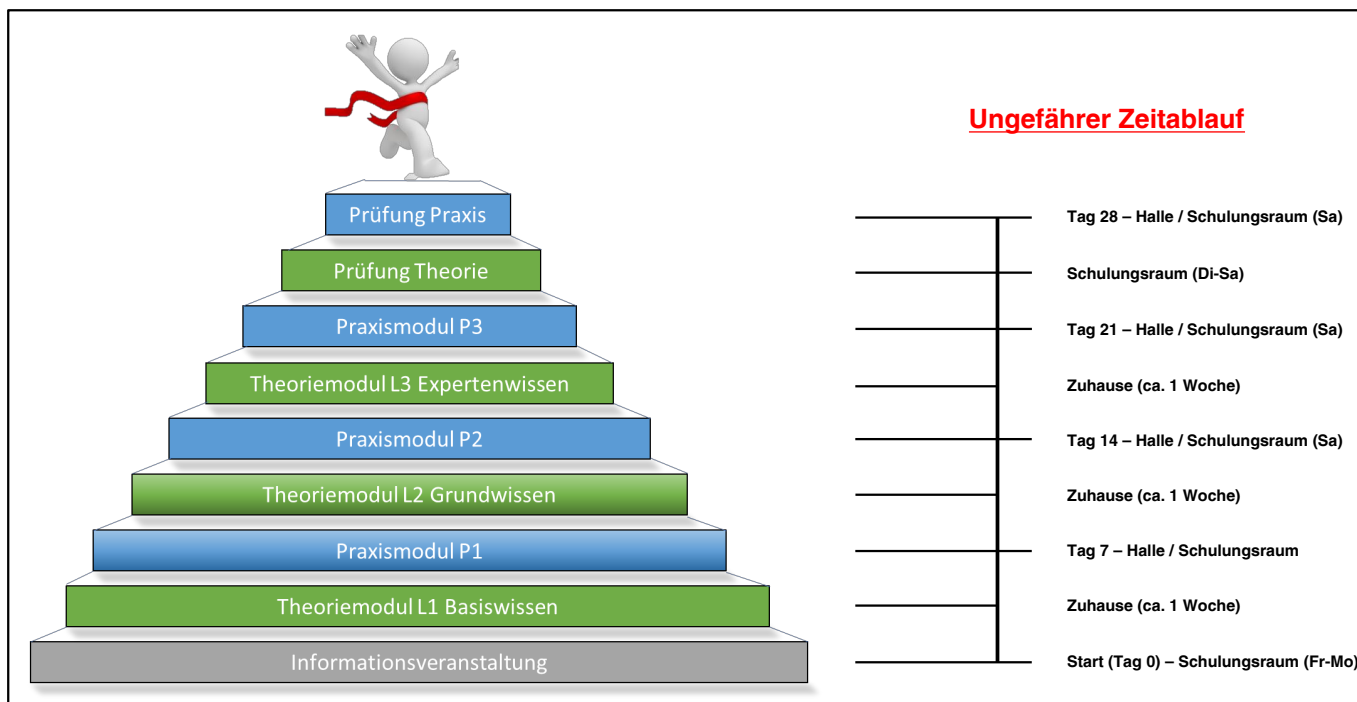 Ungefährer Zeitablauf
Prüfung Praxis
Tag 28 – Halle / Schulungsraum (Sa)
Prüfung Theorie
Schulungsraum (Di-Sa)
Praxismodul P3
Tag 21 – Halle / Schulungsraum (Sa)
Theoriemodul L3 Expertenwissen
Zuhause (ca. 1 Woche)
Praxismodul P2
Tag 14 – Halle / Schulungsraum (Sa)
Theoriemodul L2 Grundwissen
Zuhause (ca. 1 Woche)
Praxismodul P1
Tag 7 – Halle / Schulungsraum
Theoriemodul L1 Basiswissen
Zuhause (ca. 1 Woche)
Informationsveranstaltung
Start (Tag 0) – Schulungsraum (Fr-Mo)